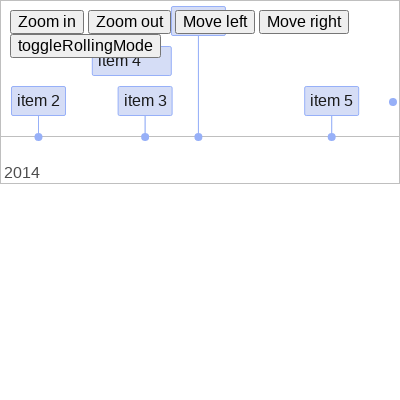 Zoom in Zoom out Move left Move right
toggleRollingMode
item 4
item 2 item 3 item 5
2014